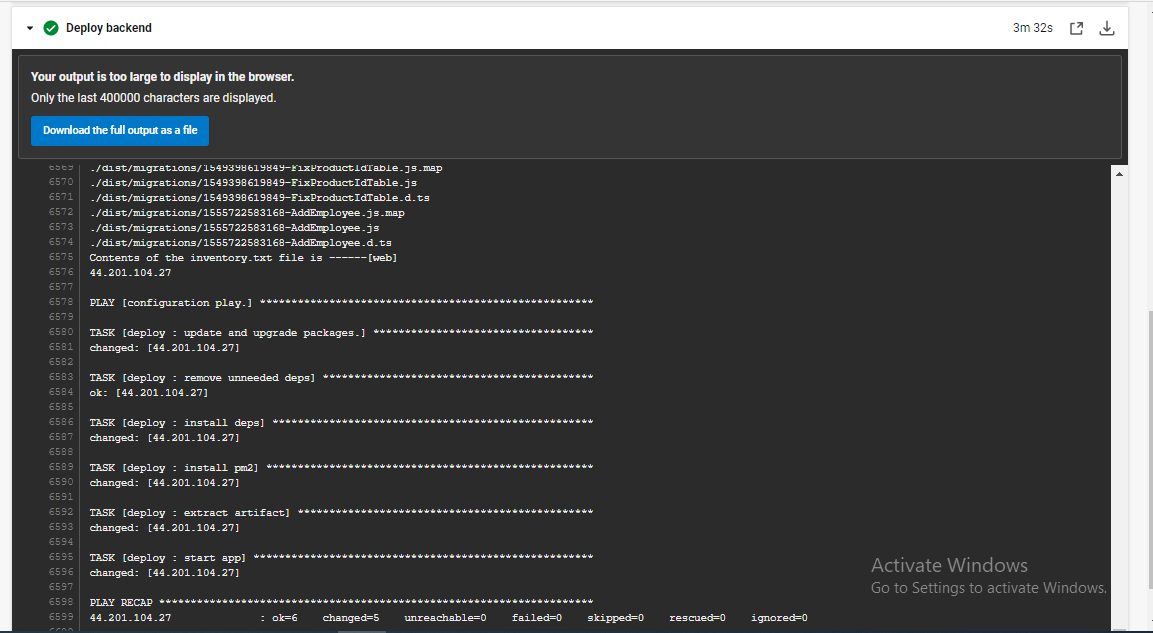 Deploy backend
3m 32s
Your output is too large to display in the browser.
Only the last 400000 characters are displayed.
Download the full output as a file
6569 ./dist/migrations/1549398619849-FixProductIdTable.js.map
6570 ./dist/migrations/1549398619849-FixProductIdTable.js
6571 ./dist/migrations/1549398619849-FixProductIdTable.d.ts
6572 ./dist/migrations/1555722583168-AddEmployee.js.map
6573 ./dist/migrations/1555722583168-AddEmployee.js
6574 ./dist/migrations/1555722583168-AddEmployee.d.ts
6575 Contents of the inventory.txt file is ------[web]
6576 44.201.104.27
6577
6578 PLAY [configuration play.] *****************************************************
6579
6580 TASK [deploy : update and upgrade packages.] ***********************************
6581 changed: [44.201.104.27]
6582
6583 TASK [deploy : remove unneeded deps] *******************************************
6584 ok: [44.201.104.27]
6585
6586 TASK [deploy : install deps] ***************************************************
6587 changed: [44.201.104.27]
6588
6589 TASK [deploy : install pm2] ****************************************************
6590 changed: [44.201.104.27]
6591
6592 TASK [deploy : extract artifact] ***********************************************
6593 changed: [44.201.104.27]
6594
6595 TASK [deploy : start app] ******************************************************
6596 changed: [44.201.104.27]
6597
6598 PLAY RECAP *********************************************************************
6599 44.201.104.27 : ok=6 changed=5 unreachable=0 failed=0 skipped=0 rescued=0 ignored=0
Activate Windows
Go to Settings to activate Windows.